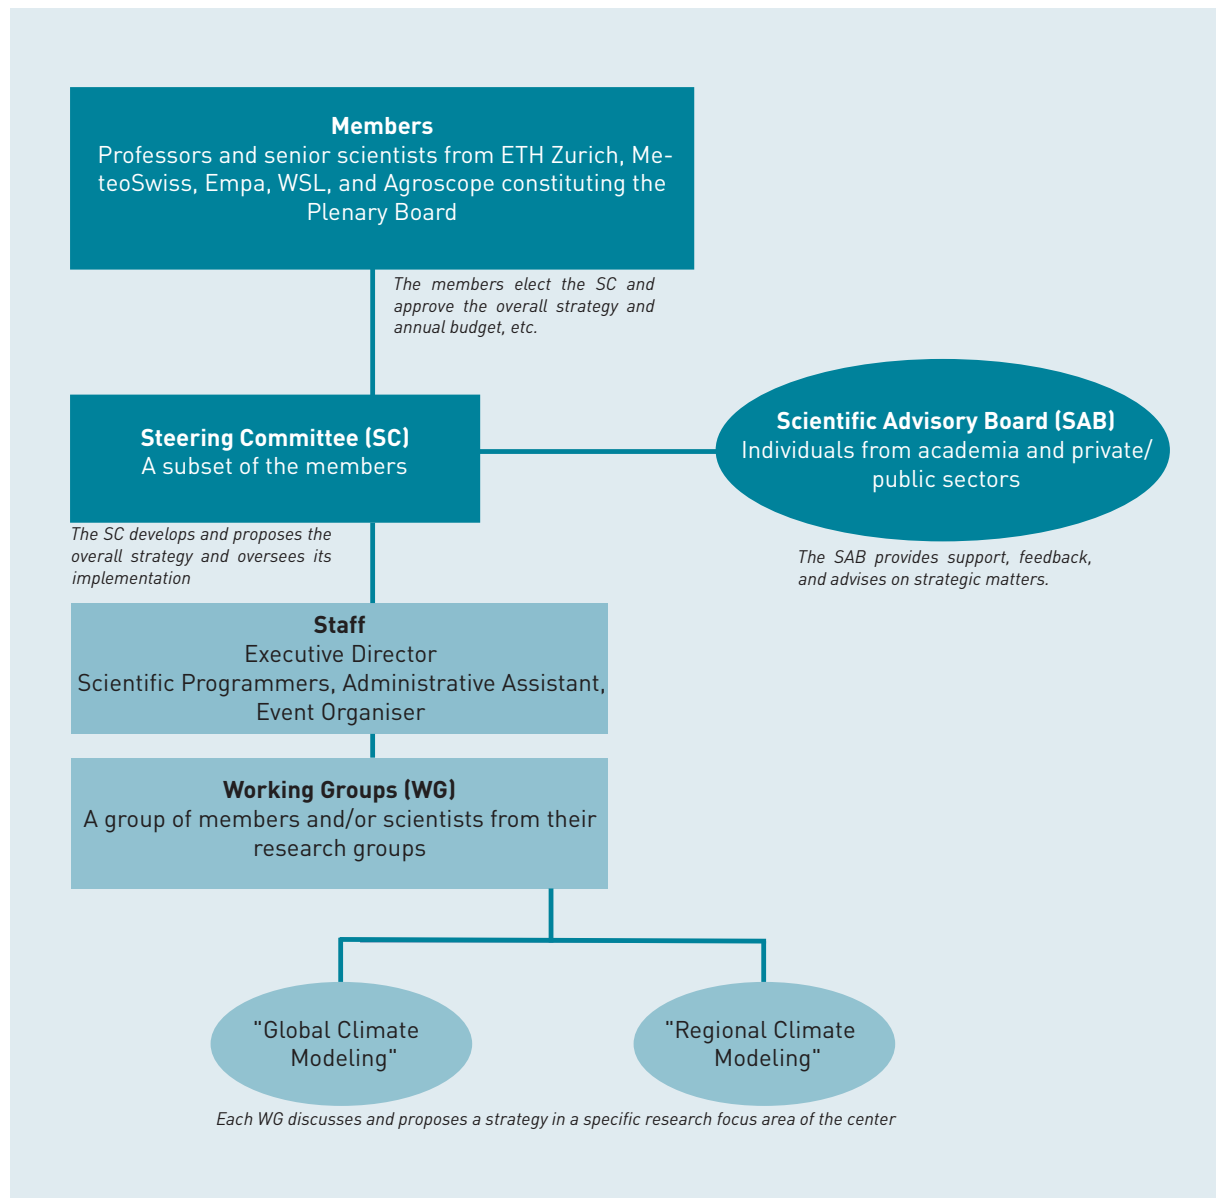 Members
Professors and senior scientists from ETH Zurich, Me-
teoSwiss, Empa, WSL, and Agroscope constituting the
Plenary Board
The members elect the SC and
approve the overall strategy and
annual budget, etc.
Steering Committee (SC)
A subset of the members
Scientific Advisory Board (SAB)
Individuals from academia and private/
public sectors
The SC develops and proposes the
overall strategy and oversees its
implementation
The SAB provides support, feedback,
and advises on strategic matters.
Staff
Executive Director
Scientific Programmers, Administrative Assistant,
Event Organiser
Working Groups (WG)
A group of members and/or scientists from their
research groups
"Global Climate
Modeling"
"Regional Climate
Modeling"
Each WG discusses and proposes a strategy in a specific research focus area of the center